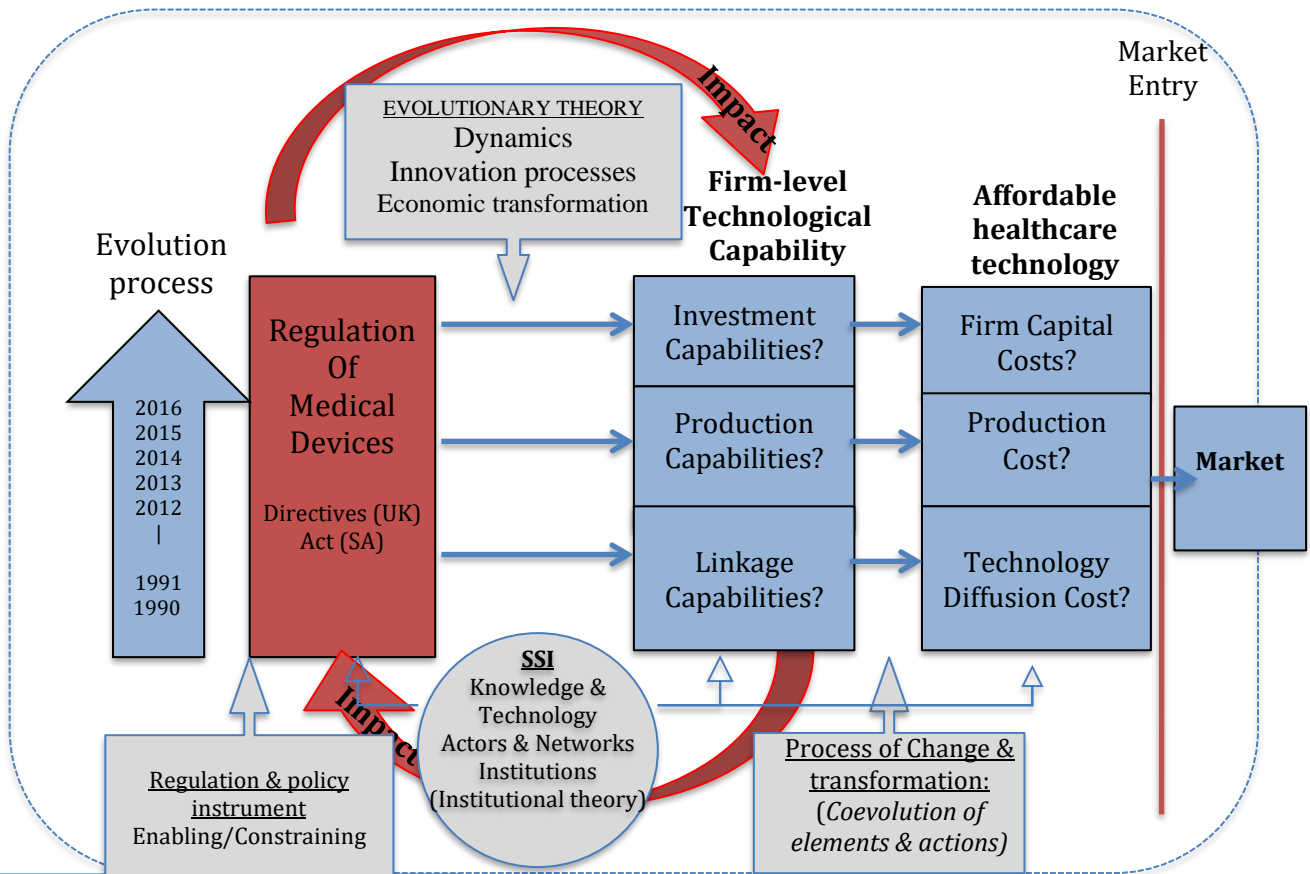 Market
Entry
Impact
EVOLUTIONARY THEORY
Dynamics
Innovation processes
Economic transformation
Firm-level
Technological
Capability
Affordable
healthcare
technology
Evolution
process
2016
2015
2014
2013
2012
|
1991
1990
Regulation
Of
Medical
Devices
Directives (UK)
Act (SA)
Investment
Capabilities?
Production
Capabilities?
Linkage
Capabilities?
Firm Capital
Costs?
Production
Cost?
Technology
Diffusion Cost?
Market
Impact
SSI
Knowledge &
Technology
Actors & Networks
Institutions
(Institutional theory)
Regulation & policy
instrument
Enabling/Constraining
Process of Change &
transformation:
(Coevolution of
elements & actions)